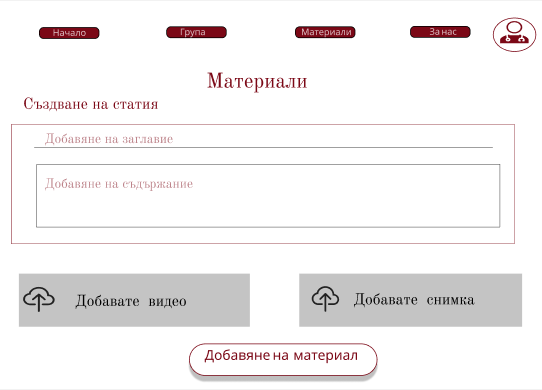 Начало Група Материали За нас
Материали
Създване на статия
Добавяне на заглавие
Добавяне на съдържание
Добавате видео Добавате снимка
Добавяне на материал